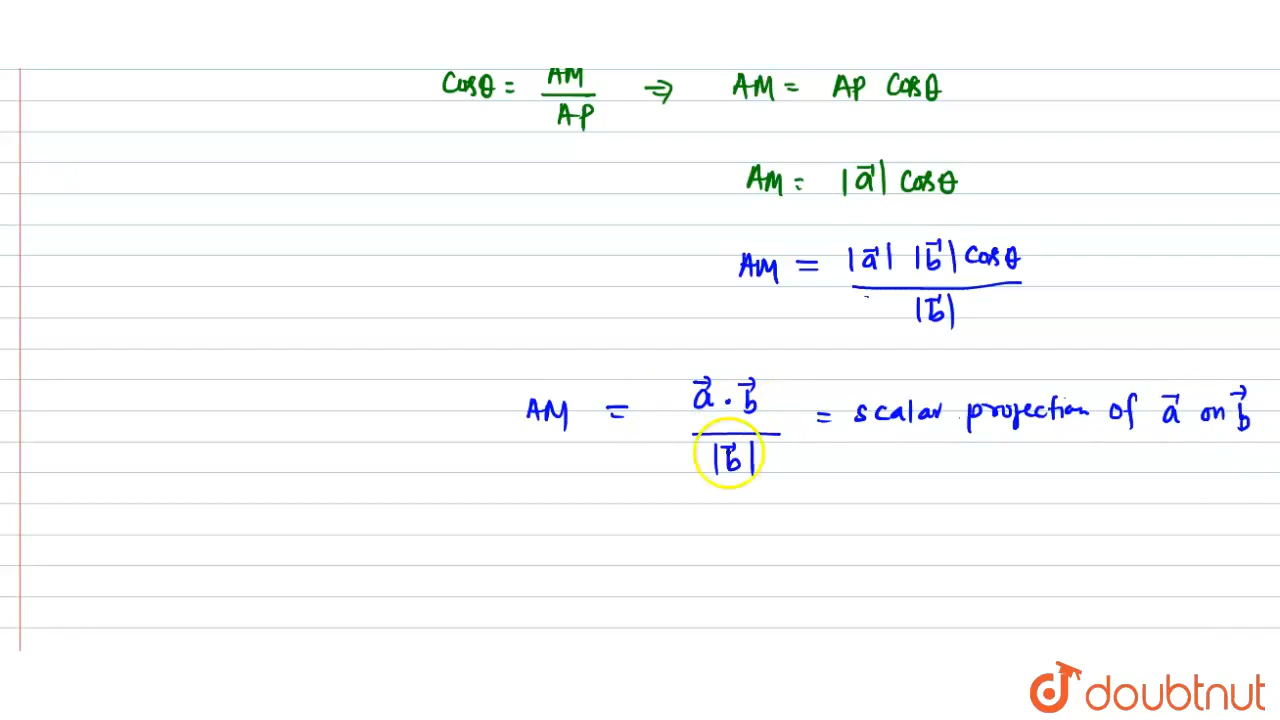 Cosθ = AM/AP ⇒ AM = AP Cosθ
AM = |a⃗| Cosθ
AM = |a⃗| |b⃗| Cosθ / |b⃗|
AM = a⃗ · b⃗ / |b⃗| = scalar projection of a⃗ on b⃗
doubtnut